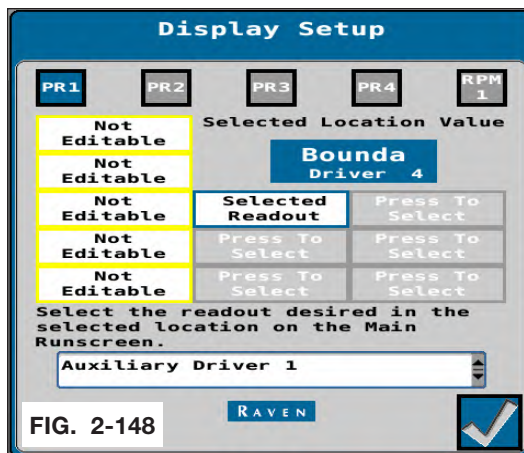 Display Setup
PR1 PR2 PR3 PR4 RPM
1
Not
Editable
Selected Location Value
Not
Editable
Bounda
Driver 4
Not
Editable
Selected
Readout
Press To
Select
Not
Editable
Press To
Select
Press To
Select
Not
Editable
Press To
Select
Press To
Select
Select the readout desired in the
selected location on the Main
Runscreen.
Auxiliary Driver 1
RAVEN
FIG. 2-148